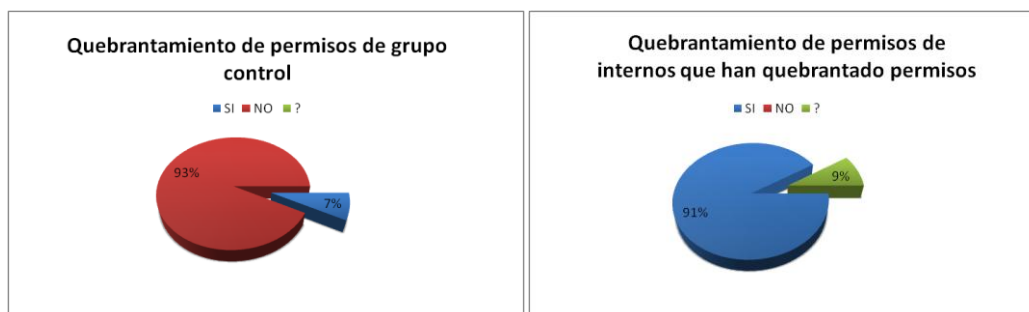 Quebrantamiento de permisos de grupo
control
SI NO ?
93%
7%
Quebrantamiento de permisos de
internos que han quebrantado permisos
SI NO ?
9%
91%